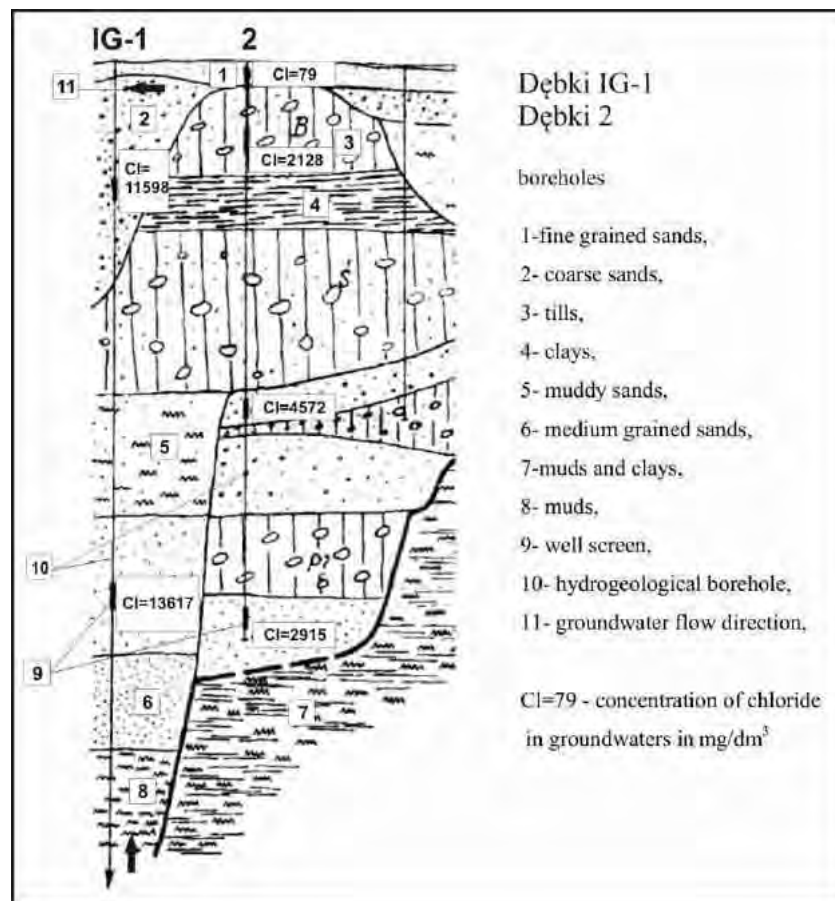 IG-1 2
1 Cl=79
11
2
B
3
Cl=
11598
Cl=2128
4
Ś
Cl=4572
5
10
Cl=13617
Cl=2915
9
6
7
8
Dębki IG-1
Dębki 2
boreholes
1-fine grained sands,
2- coarse sands,
3- tills,
4- clays,
5- muddy sands,
6- medium grained sands,
7-muds and clays,
8- muds,
9- well screen,
10- hydrogeological borehole,
11- groundwater flow direction,
Cl=79 - concentration of chloride
in groundwaters in mg/dm³